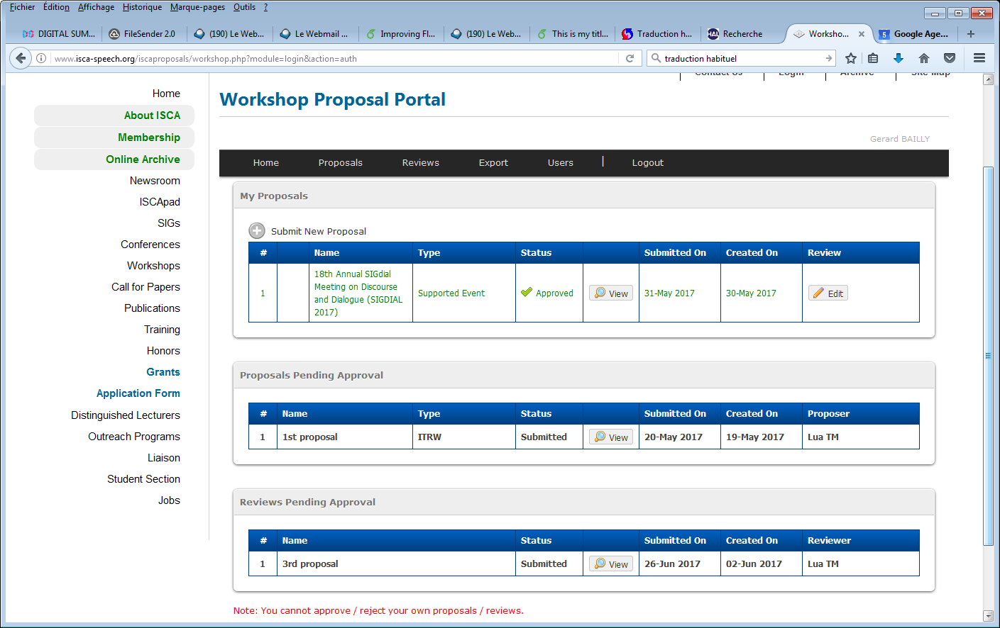 Fichier Édition Affichage Historique Marque-pages Outils ?
DIGITAL SUM... FileSender 2.0 (190) Le Web... Le Webmail ... Improving Fl... (190) Le Web... This is my titl... Traduction h... HAL Recherche Worksho... 5 Google Age...
www.isca-speech.org/iscaproposals/workshop.php?module=login&action=auth traduction habituel
Contact Us Login Archive Site Map
Home
About ISCA
Membership
Online Archive
Newsroom
ISCApad
SIGs
Conferences
Workshops
Call for Papers
Publications
Training
Honors
Grants
Application Form
Distinguished Lecturers
Outreach Programs
Liaison
Student Section
Jobs
Workshop Proposal Portal
Gerard BAILLY
Home Proposals Reviews Export Users | Logout
My Proposals
Submit New Proposal
# Name Type Status Submitted On Created On Review
1 18th Annual SIGdial Meeting on Discourse and Dialogue (SIGDIAL 2017) Supported Event Approved View 31-May 2017 30-May 2017 Edit
Proposals Pending Approval
# Name Type Status Submitted On Created On Proposer
1 1st proposal ITRW Submitted View 20-May 2017 19-May 2017 Lua TM
Reviews Pending Approval
# Name Status Submitted On Created On Reviewer
1 3rd proposal Submitted View 26-Jun 2017 02-Jun 2017 Lua TM
Note: You cannot approve / reject your own proposals / reviews.